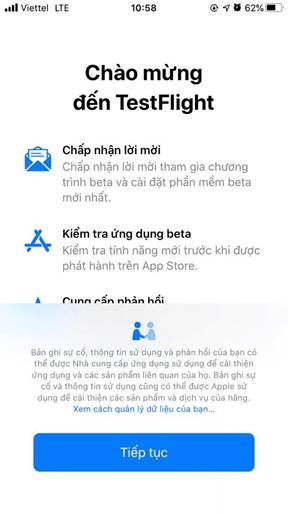 Viettel LTE 10:58 62%
Chào mừng
đến TestFlight
Chấp nhận lời mời
Chấp nhận lời mời tham gia chương
trình beta và cài đặt phần mềm beta
mới nhất.
Kiểm tra ứng dụng beta
Kiểm tra tính năng mới trước khi được
phát hành trên App Store.
Cung cấp phản hồi
Bản ghi sự cố, thông tin sử dụng và phản hồi của bạn có
thể được Nhà cung cấp ứng dụng sử dụng để cải thiện
ứng dụng và các sản phẩm liên quan của họ. Bản ghi sự
cố và thông tin sử dụng cũng có thể được Apple sử
dụng để cải thiện các sản phẩm và dịch vụ của hãng.
Xem cách quản lý dữ liệu của bạn...
Tiếp tục